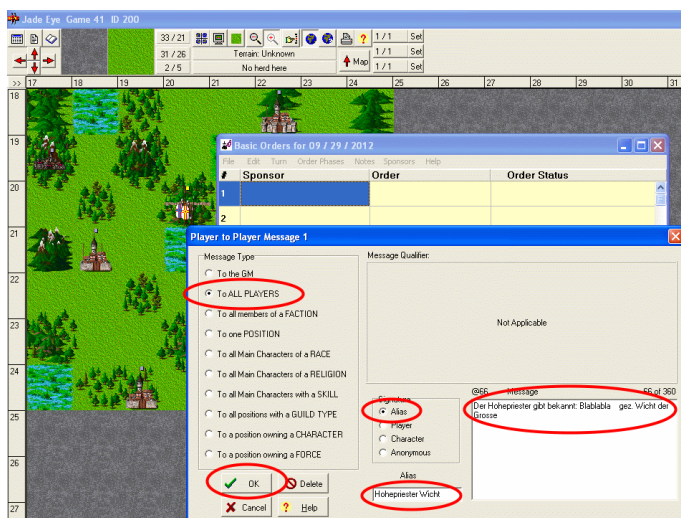 Jade Eye Game 41 ID 200
33 / 21
1 / 1 Set
31 / 26
Terrain: Unknown
1 / 1 Set
2 / 5
No herd here
Map
1 / 1 Set
>> 17 18 19 20 21 22 23 24 25 26 27 28 29 30 31
18
19
20
21
22
23
24
25
26
27
Basic Orders for 09 / 29 / 2012
File Edit Turn Order Phases Notes Sponsors Help
# Sponsor Order Order Status
1
2
Player to Player Message 1
Message Type
To the GM
To ALL PLAYERS
To all members of a FACTION
To one POSITION
To all Main Characters of a RACE
To all Main Characters of a RELIGION
To all Main Characters with a SKILL
To all positions with a GUILD TYPE
To a position owning a CHARACTER
To a position owning a FORCE
OK
Delete
Cancel
? Help
Message Qualifier:
Not Applicable
Signature
Alias
Player
Character
Anonymous
Alias
Hohepriester Wicht
@66 Message 66 of 360
Der Hohepriester gibt bekannt: Blablabla gez. Wicht der
Grosse